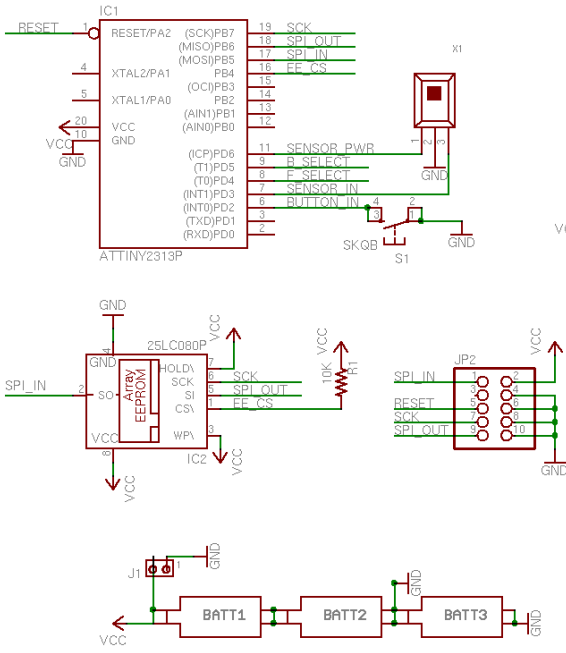 IC1
RESET
1
RESET/PA2
(SCK)PB7
19
SCK
(MISO)PB6
18
SPI_OUT
(MOSI)PB5
17
SPI_IN
4
XTAL2/PA1
PB4
16
EE_CS
(OCI)PB3
15
5
XTAL1/PA0
PB2
14
(AIN1)PB1
13
20
VCC
(AIN0)PB0
12
VCC
10
GND
GND
(ICP)PD6
11
SENSOR_PWR
(T1)PD5
9
B_SELECT
(T0)PD4
8
F_SELECT
(INT1)PD3
7
SENSOR_IN
(INT0)PD2
6
BUTTON_IN
(TXD)PD1
3
(RXD)PD0
2
ATTINY2313P
X1
1
2
3
GND
4
2
3
1
SKQB
S1
GND
GND
25LC080P
4
GND
HOLD\
7
VCC
SCK
6
SCK
SPI_IN
2
SO
SI
5
SPI_OUT
CS\
1
EE_CS
Array
EEPROM
VCC
WP\
3
8
IC2
VCC
VCC
VCC
10K
R1
JP2
VCC
SPI_IN
1
2
3
4
RESET
5
6
SCK
7
8
SPI_OUT
9
10
GND
J1
1
GND
VCC
BATT1
BATT2
GND
BATT3
GND